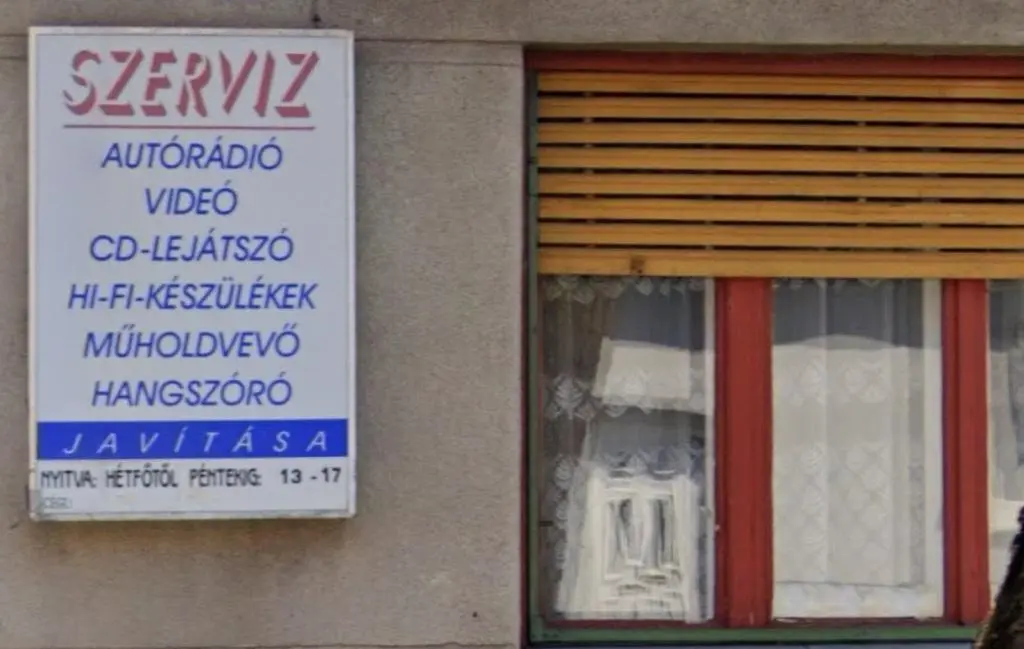 SZERVIZ
AUTÓRÁDIÓ
VIDEÓ
CD-LEJÁTSZÓ
HI-FI-KÉSZÜLÉKEK
MŰHOLDVEVŐ
HANGSZÓRÓ
JAVÍTÁSA
NYITVA: HÉTFŐTŐL PÉNTEKIG: 13-17